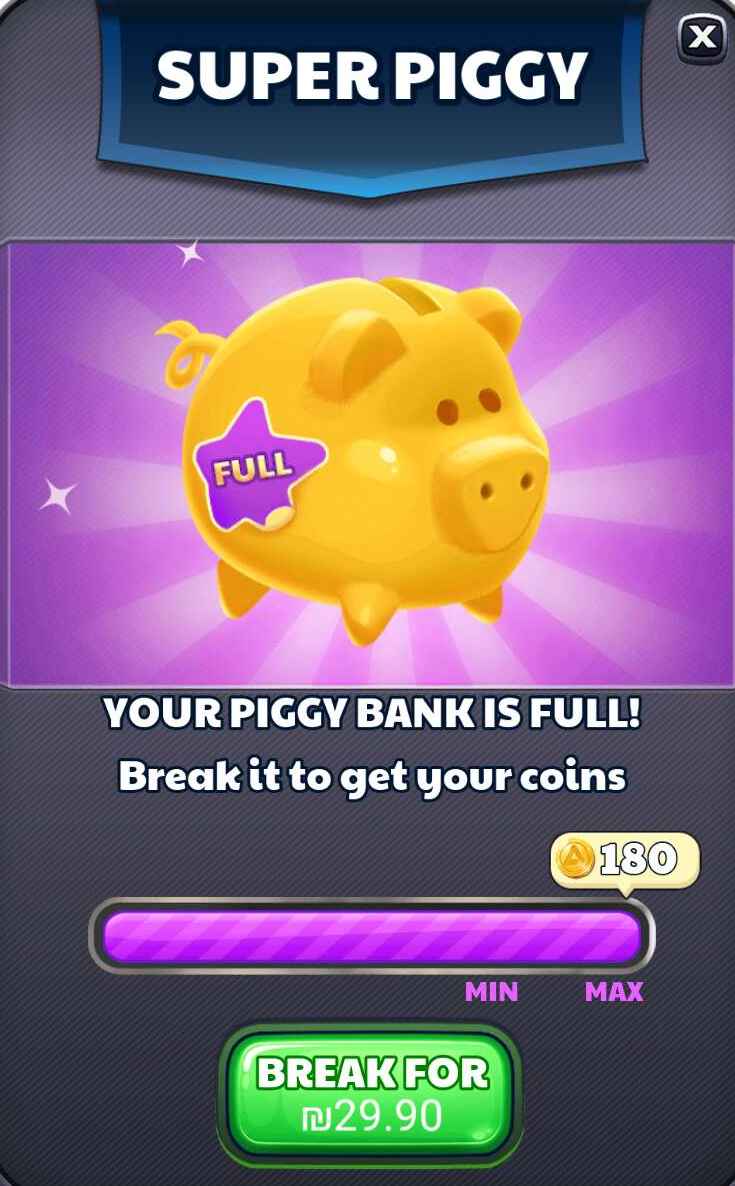 SUPER PIGGY
X
FULL
YOUR PIGGY BANK IS FULL!
Break it to get your coins
180
MIN MAX
BREAK FOR
₪29.90